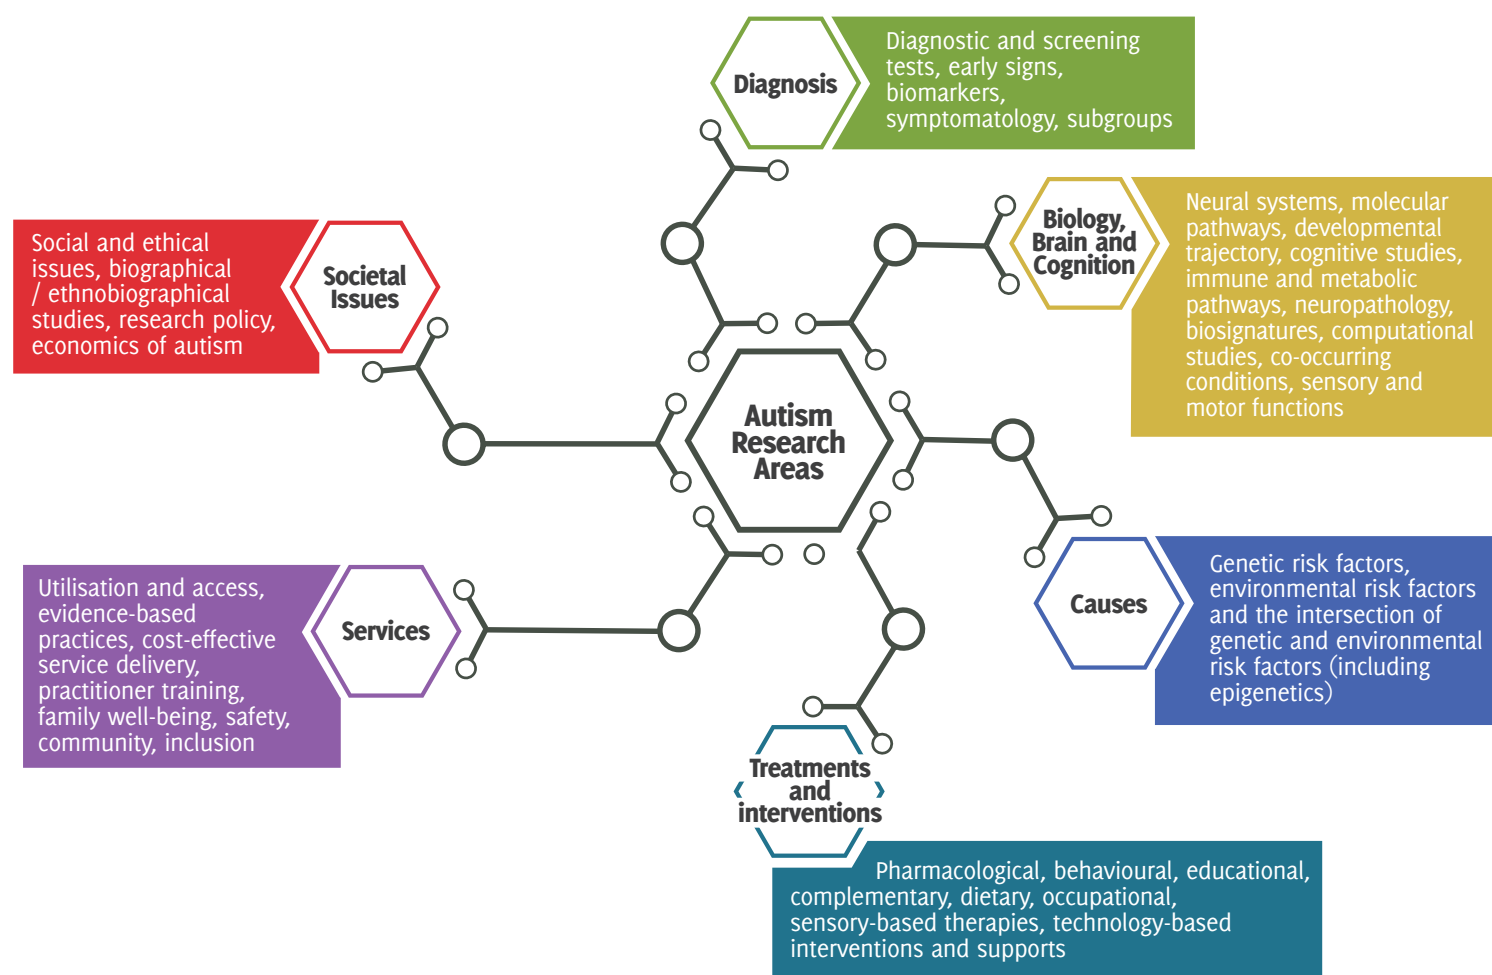 Diagnosis
Diagnostic and screening
tests, early signs,
biomarkers,
symptomatology, subgroups
Biology,
Brain and
Cognition
Neural systems, molecular
pathways, developmental
trajectory, cognitive studies,
immune and metabolic
pathways, neuropathology,
biosignatures, computational
studies, co-occurring
conditions, sensory and
motor functions
Social and ethical
issues, biographical
/ ethnobiographical
studies, research policy,
economics of autism
Societal
Issues
Autism
Research
Areas
Causes
Genetic risk factors,
environmental risk factors
and the intersection of
genetic and environmental
risk factors (including
epigenetics)
Utilisation and access,
evidence-based
practices, cost-effective
service delivery,
practitioner training,
family well-being, safety,
community, inclusion
Services
Treatments
and
interventions
Pharmacological, behavioural, educational,
complementary, dietary, occupational,
sensory-based therapies, technology-based
interventions and supports